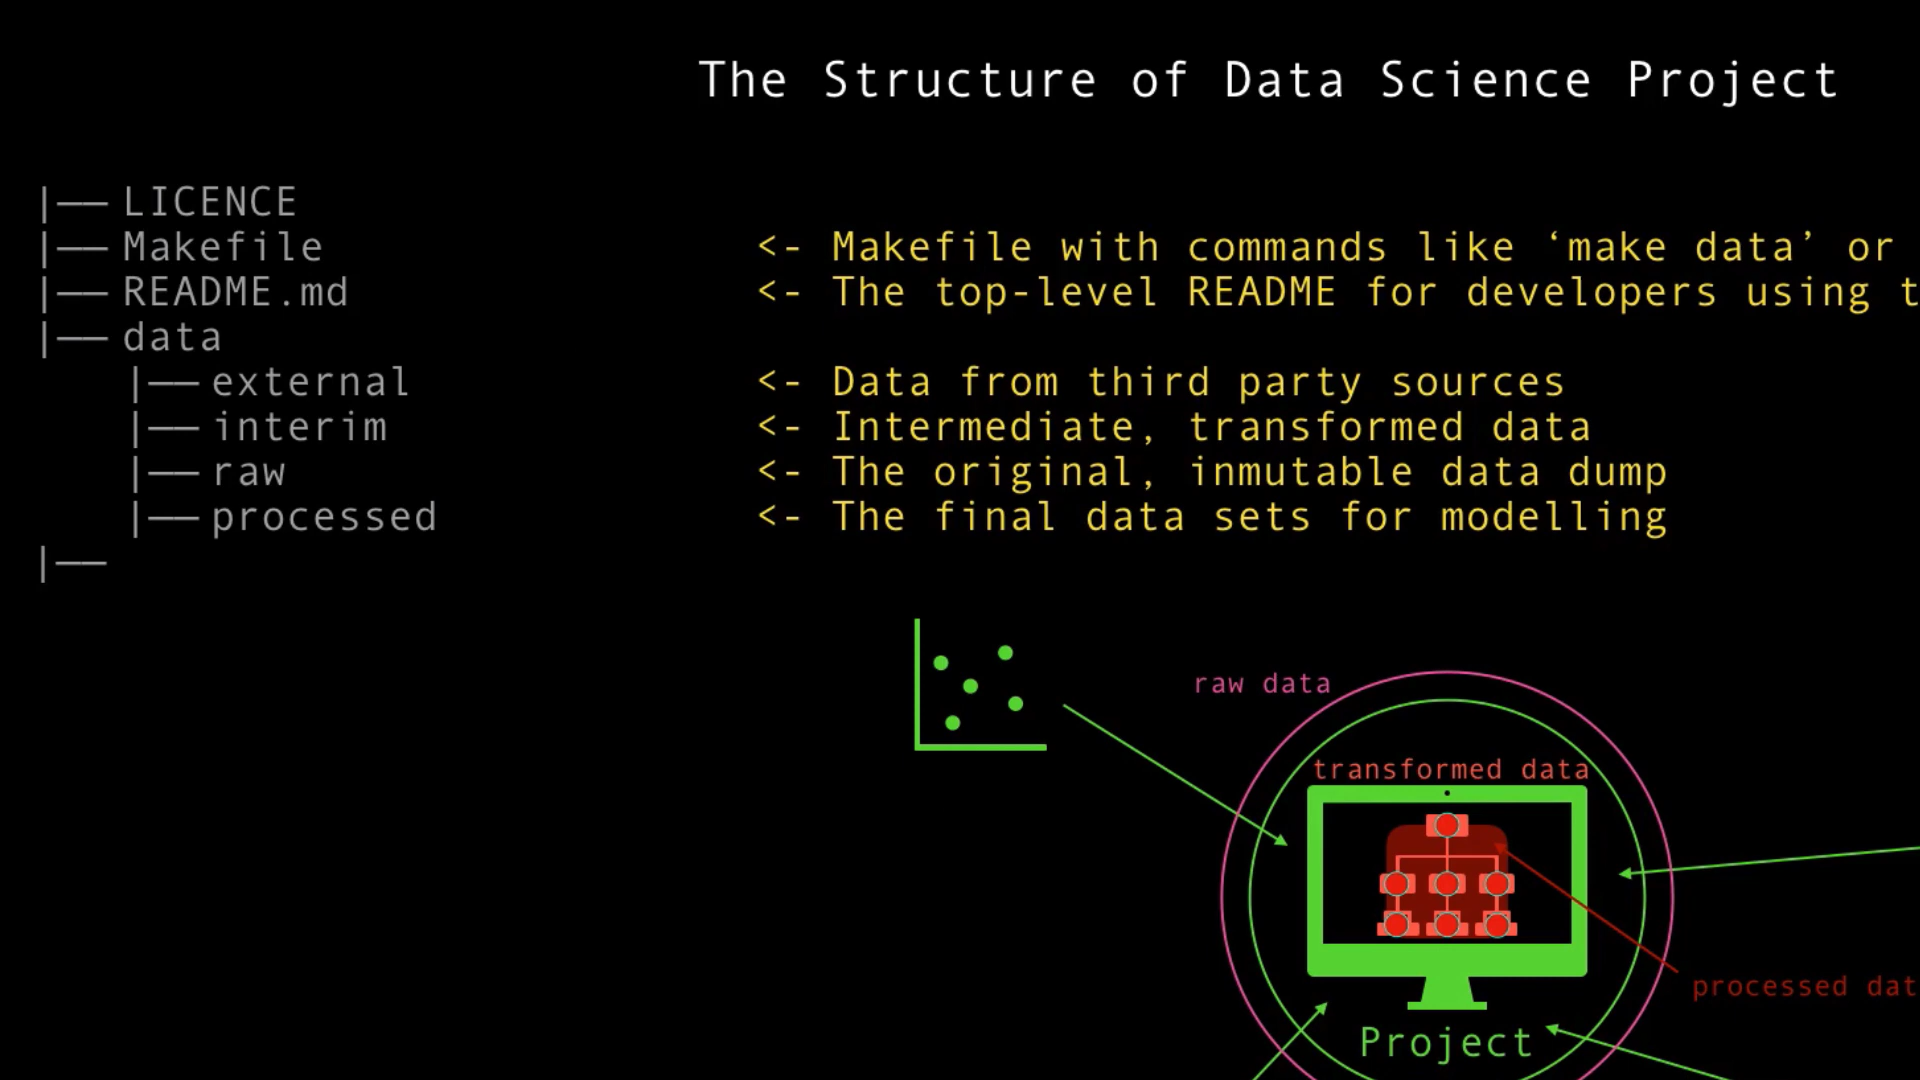 The Structure of Data Science Project
|── LICENCE
|── Makefile <- Makefile with commands like ‘make data’ or
|── README.md <- The top-level README for developers using t
|── data
|── external <- Data from third party sources
|── interim <- Intermediate, transformed data
|── raw <- The original, inmutable data dump
|── processed <- The final data sets for modelling
|──
raw data
transformed data
processed dat
Project